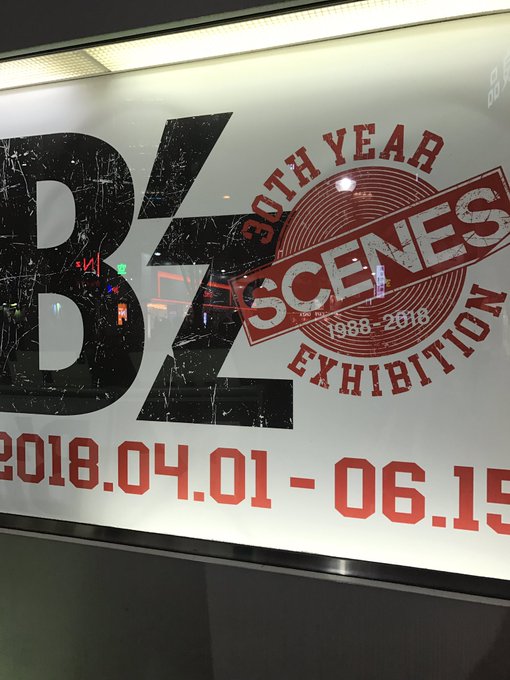 B'z
30TH YEAR
SCENES
1988-2018
EXHIBITION
2018.04.01 - 06.15